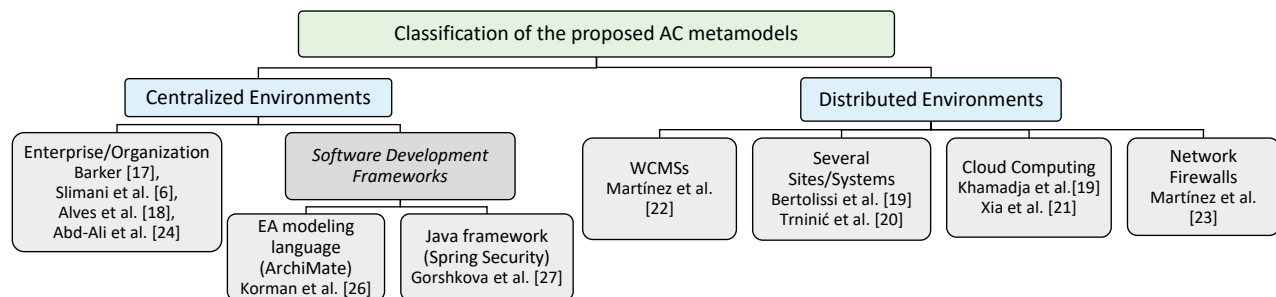 Classification of the proposed AC metamodels
Centralized Environments
Distributed Environments
Enterprise/Organization
Barker [17],
Slimani et al. [6],
Alves et al. [18],
Abd-Ali et al. [24]
Software Development
Frameworks
EA modeling
language
(ArchiMate)
Korman et al. [26]
Java framework
(Spring Security)
Gorshkova et al. [27]
WCMSs
Martínez et al.
[22]
Several
Sites/Systems
Bertolissi et al. [19]
Trninić et al. [20]
Cloud Computing
Khamadja et al.[19]
Xia et al. [21]
Network
Firewalls
Martínez et al.
[23]